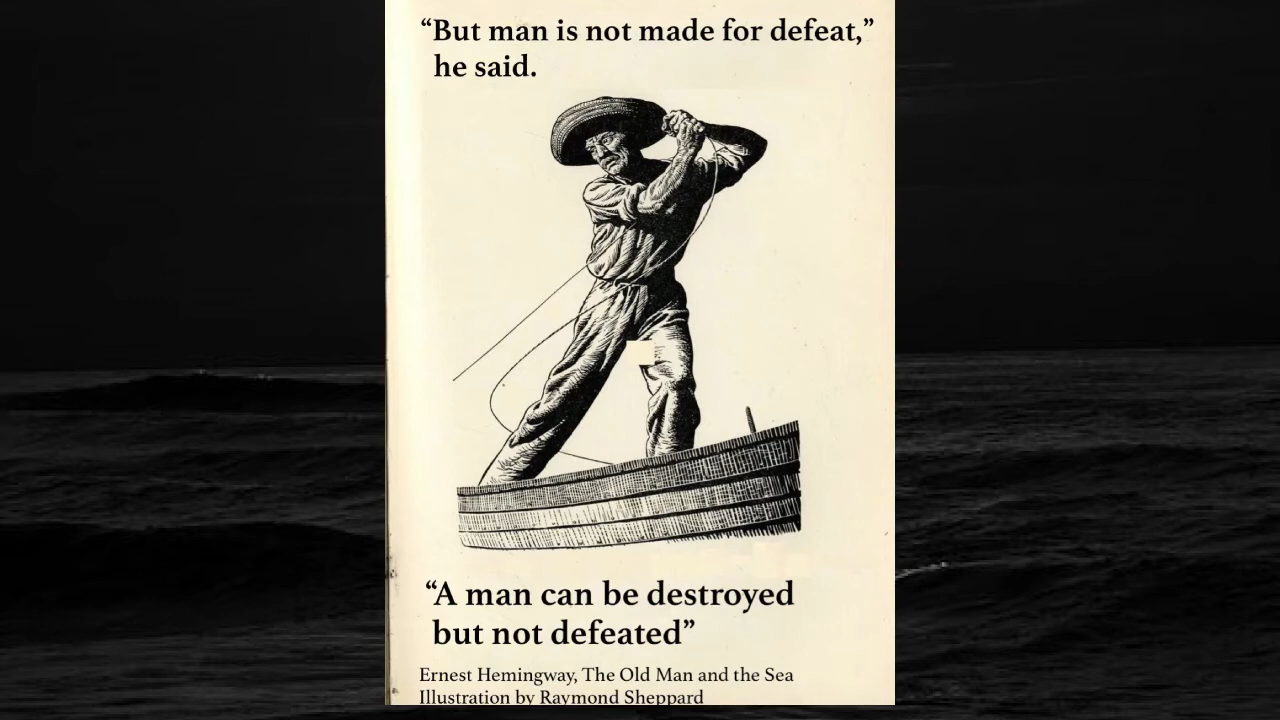 “But man is not made for defeat,”
he said.
“A man can be destroyed
but not defeated”
Ernest Hemingway, The Old Man and the Sea
Illustration by Raymond Sheppard